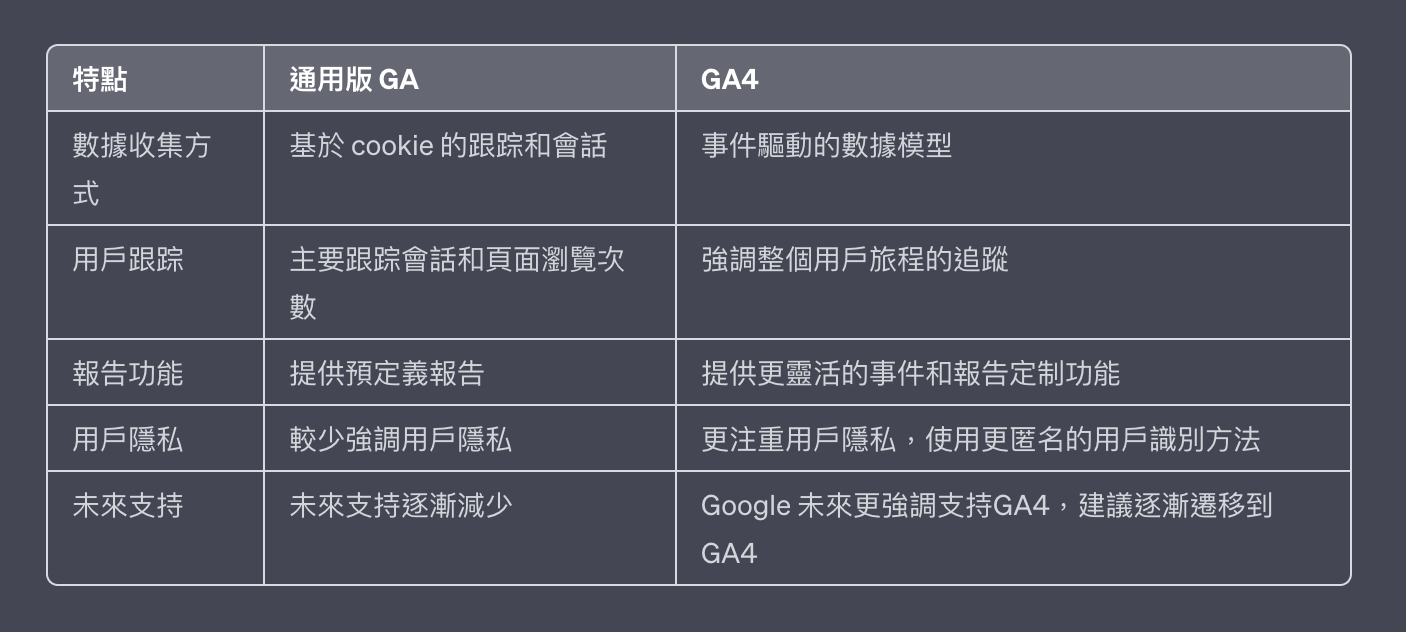 特點 通用版 GA GA4
數據收集方 基於 cookie 的跟踪和會話 事件驅動的數據模型
式
用戶跟踪 主要跟踪會話和頁面瀏覽次 強調整個用戶旅程的追蹤
數
報告功能 提供預定義報告 提供更靈活的事件和報告定制功能
用戶隱私 較少強調用戶隱私 更注重用戶隱私，使用更匿名的用戶識別方法
未來支持 未來支持逐漸減少 Google 未來更強調支持GA4，建議逐漸遷移到
GA4